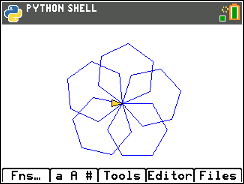 PYTHON SHELL
Fns… a A # Tools Editor Files